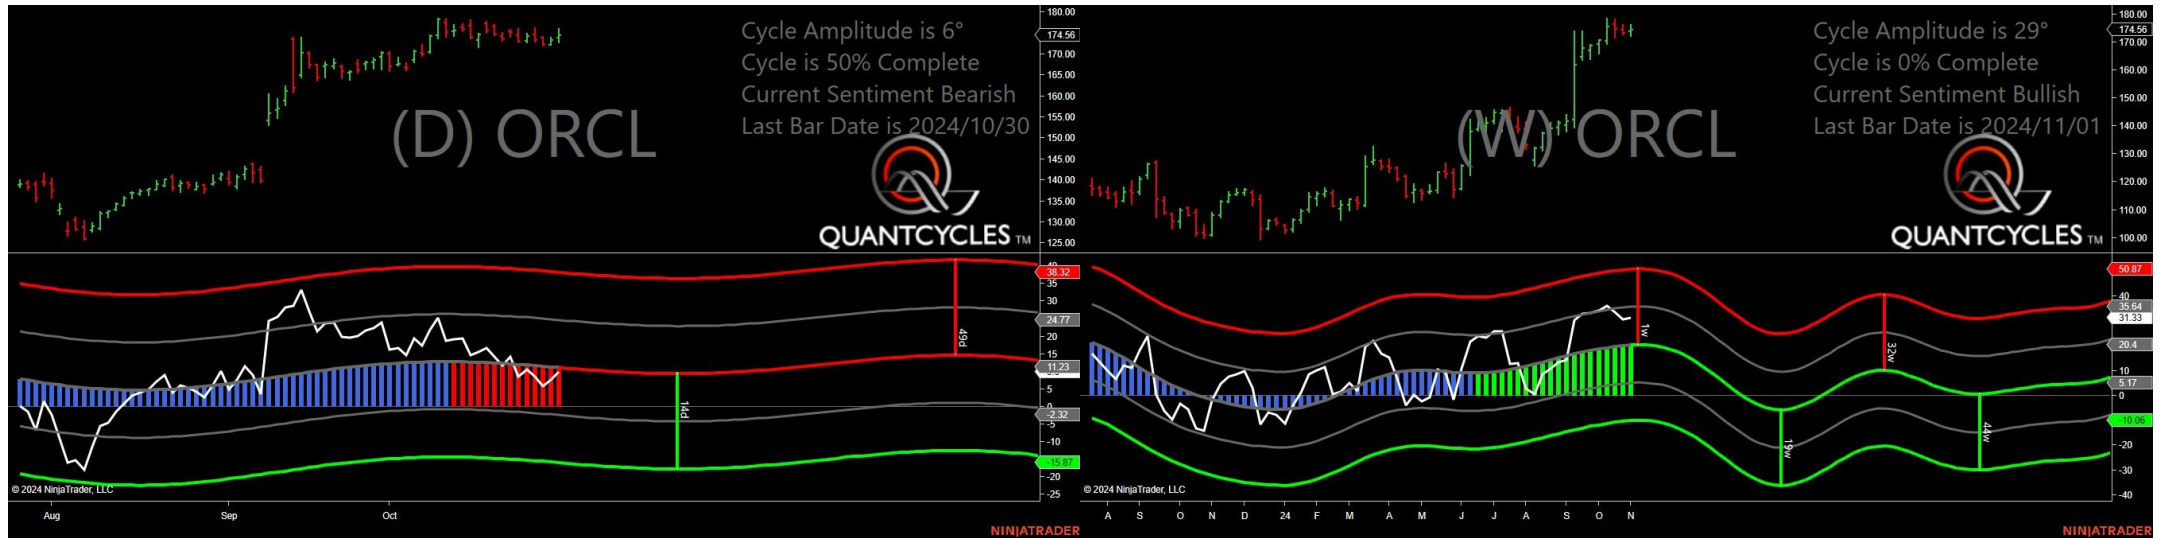 180.00
174.56
170.00
165.00
160.00
155.00
150.00
145.00
140.00
135.00
130.00
125.00
Cycle Amplitude is 6°
Cycle is 50% Complete
Current Sentiment Bearish
Last Bar Date is 2024/10/30
(D) ORCL
QUANTCYCLES TM
38.32
35
30
24.77
20
15
11.23
5
0
-2.32
-5
-10
-15.87
-20
-25
49d
14d
© 2024 NinjaTrader, LLC
Aug
Sep
Oct
NINJATRADER
180.00
174.56
170.00
160.00
150.00
140.00
130.00
120.00
110.00
100.00
Cycle Amplitude is 29°
Cycle is 0% Complete
Current Sentiment Bullish
Last Bar Date is 2024/11/01
(W) ORCL
QUANTCYCLES TM
50.87
40
35.64
31.33
20.4
10
5.17
0
-10.06
-20
-30
-40
1w
32w
19w
44w
© 2024 NinjaTrader, LLC
A S O N D 24 F M A M J J A S O N
NINJATRADER